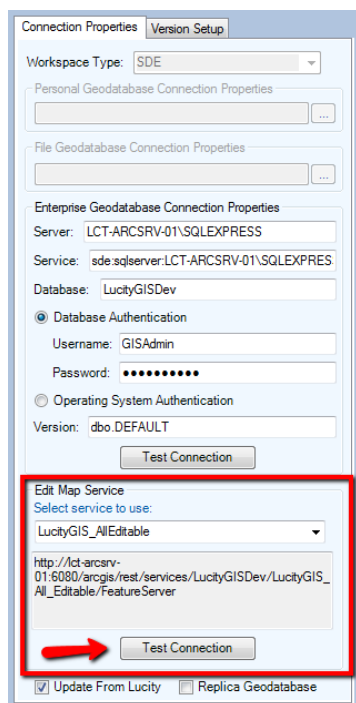 Connection Properties Version Setup
Workspace Type: SDE
Personal Geodatabase Connection Properties
...
File Geodatabase Connection Properties
...
Enterprise Geodatabase Connection Properties
Server: LCT-ARCSRV-01\SQLEXPRESS
Service: sde:sqlserver:LCT-ARCSRV-01\SQLEXPRES
Database: LucityGISDev
Database Authentication
Username: GISAdmin
Password: ●●●●●●●●●●
Operating System Authentication
Version: dbo.DEFAULT
Test Connection
Edit Map Service
Select service to use:
LucityGIS_AllEditable
http://lct-arcsrv-
01:6080/arcgis/rest/services/LucityGISDev/LucityGIS_
All_Editable/FeatureServer
Test Connection
Update From Lucity Replica Geodatabase